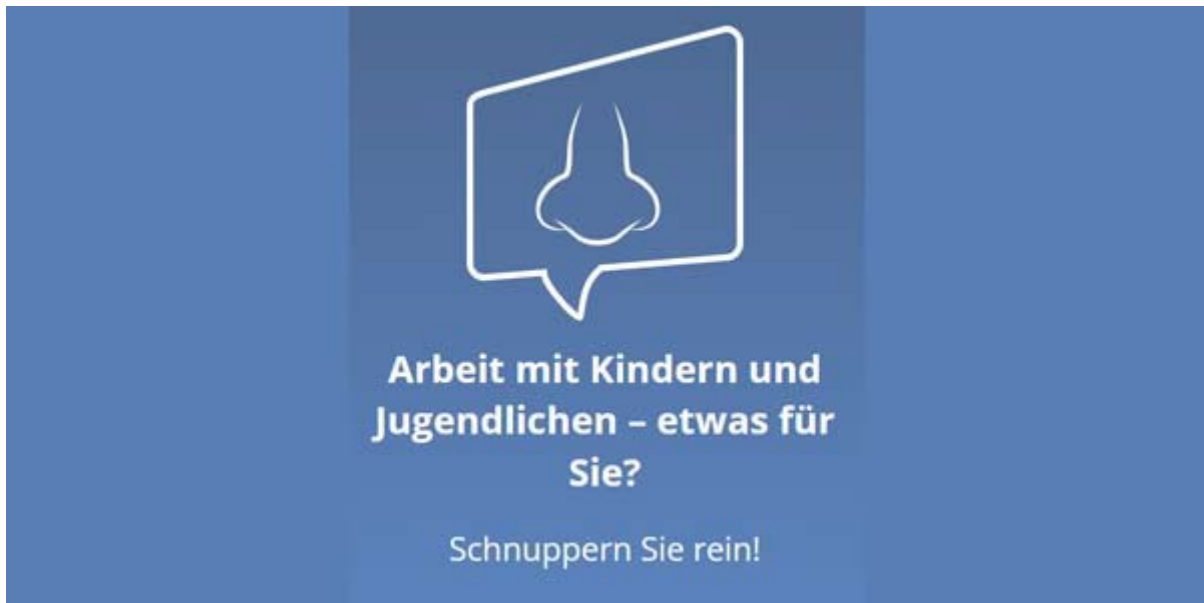 Arbeit mit Kindern und
Jugendlichen – etwas für
Sie?
Schnuppern Sie rein!